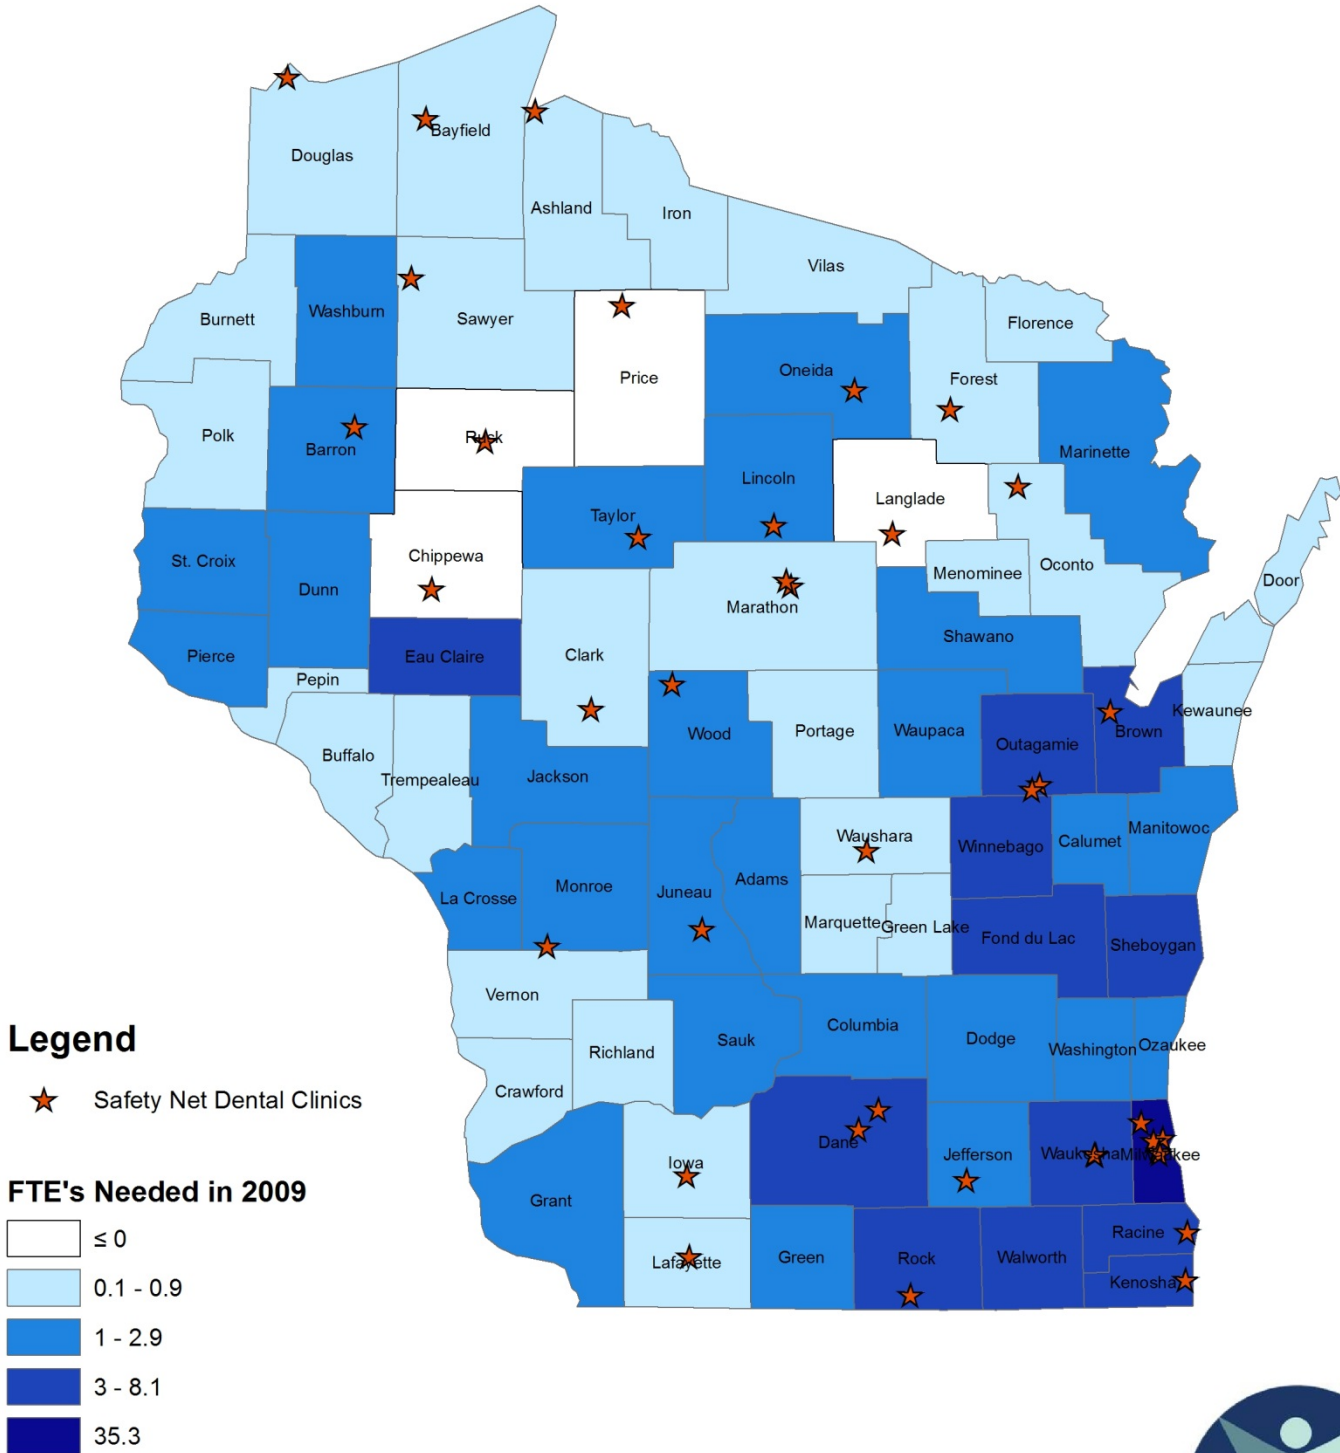 Bayfield
Douglas
Ashland
Iron
Vilas
Burnett
Washburn
Sawyer
Florence
Price
Oneida
Forest
Polk
Barron
Rusk
Marinette
Lincoln
Langlade
Taylor
Chippewa
St. Croix
Dunn
Menominee
Oconto
Door
Marathon
Shawano
Pierce
Eau Claire
Clark
Pepin
Kewaunee
Buffalo
Trempealeau
Jackson
Wood
Portage
Waupaca
Outagamie
Brown
Waushara
Winnebago
Calumet
Manitowoc
La Crosse
Monroe
Juneau
Adams
Marquette
Green Lake
Fond du Lac
Sheboygan
Vernon
Richland
Sauk
Columbia
Dodge
Washington
Ozaukee
Crawford
Iowa
Dane
Jefferson
Waukesha
Milwaukee
Grant
Lafayette
Green
Rock
Walworth
Racine
Kenosha
Legend
Safety Net Dental Clinics
FTE's Needed in 2009
≤ 0
0.1 - 0.9
1 - 2.9
3 - 8.1
35.3